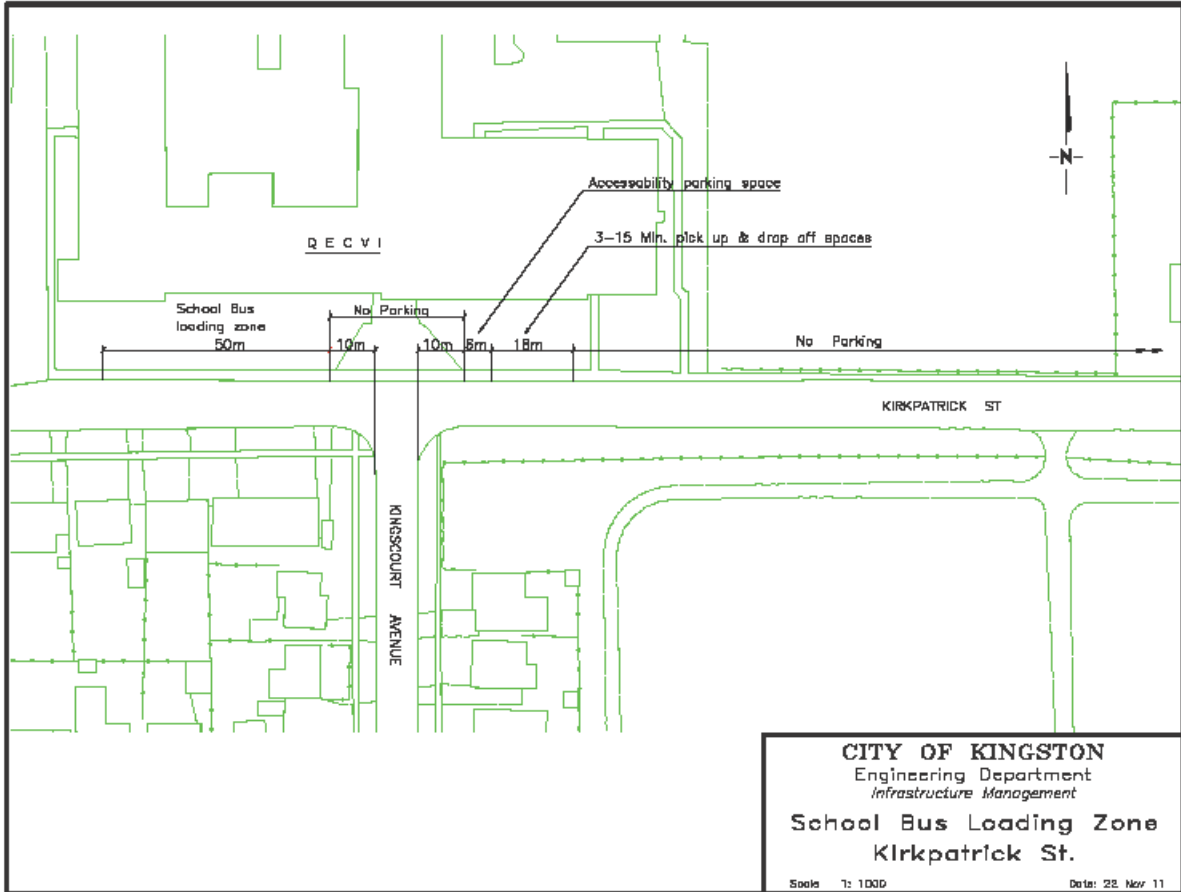 -N-
Accessability parking space
3-15 Min. pick up & drop off spaces
Q E C V I
School Bus
loading zone
No Parking
50m
10m
10m
6m
18m
No Parking
KIRKPATRICK ST
KINGSCOURT AVENUE
CITY OF KINGSTON
Engineering Department
Infrastructure Management
School Bus Loading Zone
Kirkpatrick St.
Scale 1: 1000
Date: 22 Nov 11